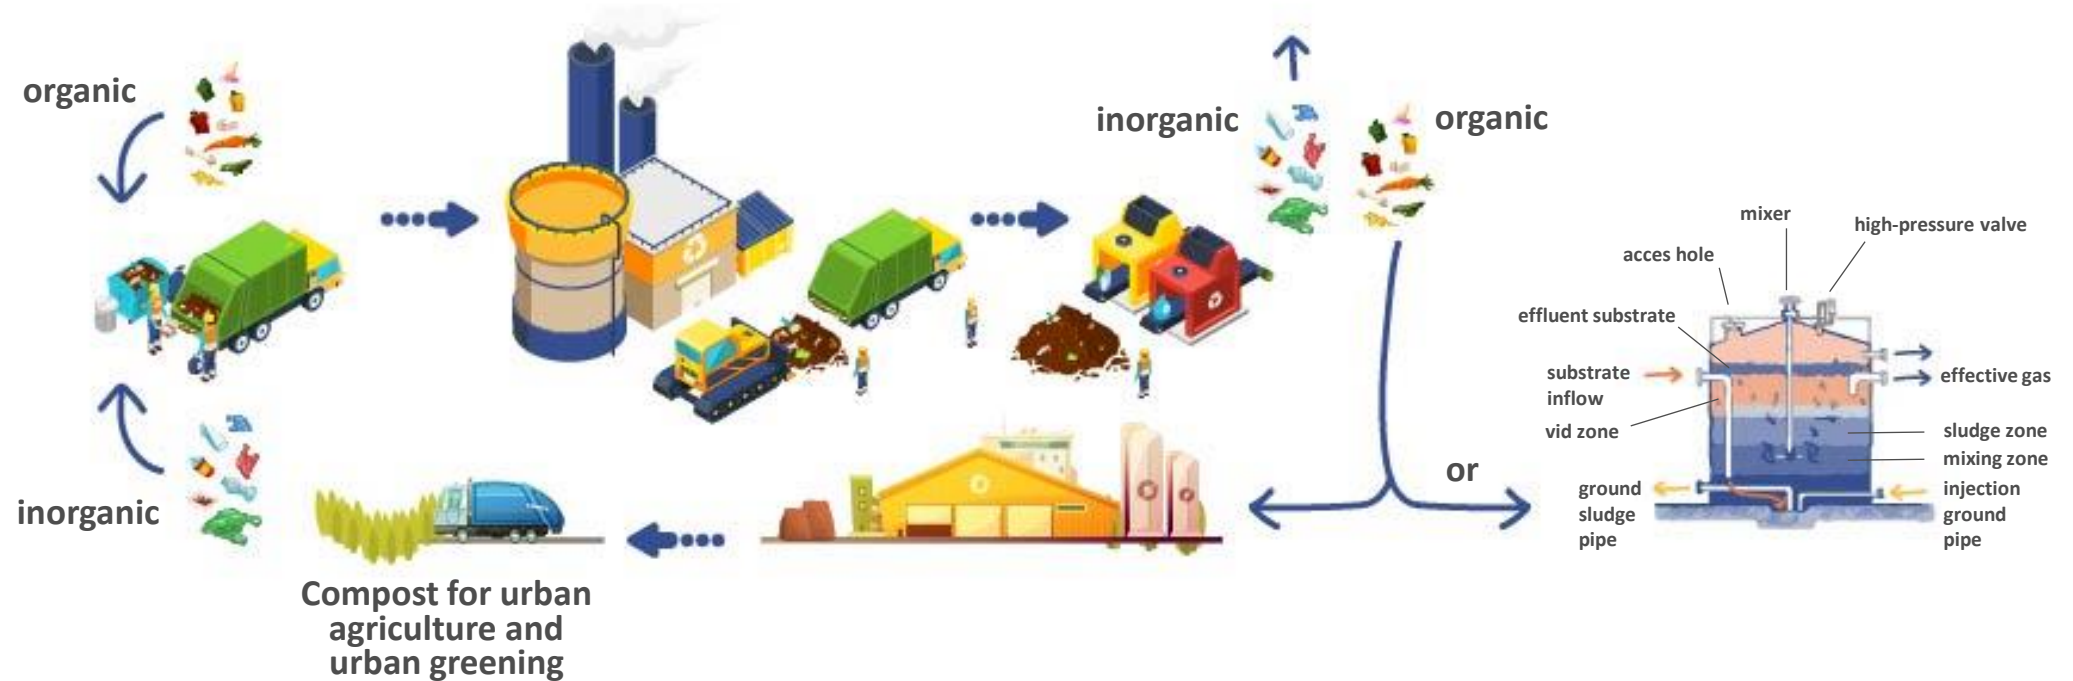 organic
inorganic
inorganic
organic
or
Compost for urban
agriculture and
urban greening
mixer
high-pressure valve
acces hole
effluent substrate
substrate
inflow
vid zone
effective gas
sludge zone
mixing zone
ground
sludge
pipe
injection
ground
pipe